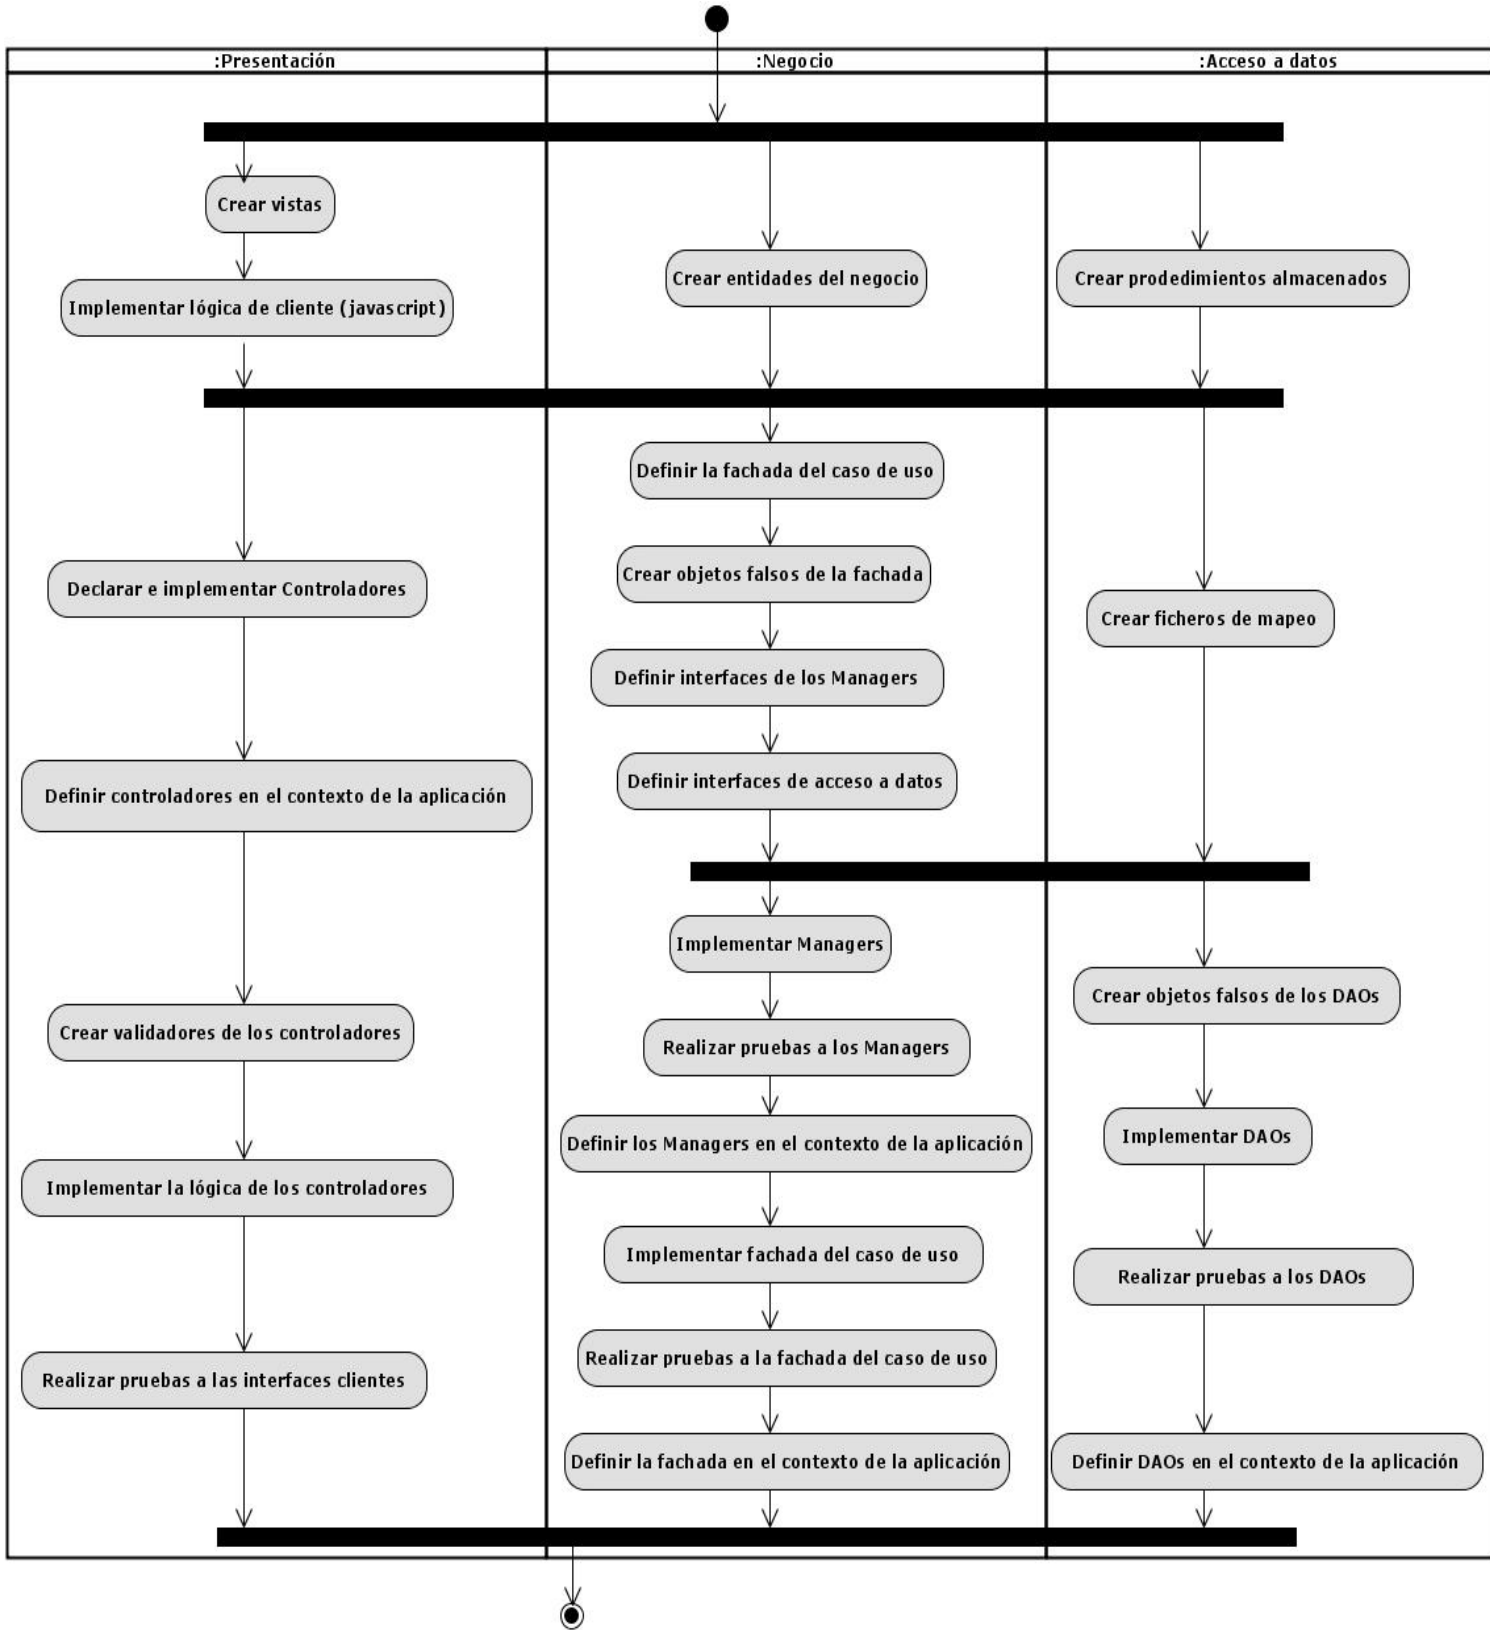 :Presentación
:Negocio
:Acceso a datos
Crear vistas
Implementar lógica de cliente (javascript)
Crear entidades del negocio
Crear prodedimientos almacenados
Definir la fachada del caso de uso
Crear objetos falsos de la fachada
Declarar e implementar Controladores
Crear ficheros de mapeo
Definir interfaces de los Managers
Definir interfaces de acceso a datos
Definir controladores en el contexto de la aplicación
Implementar Managers
Crear objetos falsos de los DAOs
Crear validadores de los controladores
Realizar pruebas a los Managers
Definir los Managers en el contexto de la aplicación
Implementar DAOs
Implementar la lógica de los controladores
Implementar fachada del caso de uso
Realizar pruebas a los DAOs
Realizar pruebas a la fachada del caso de uso
Realizar pruebas a las interfaces clientes
Definir la fachada en el contexto de la aplicación
Definir DAOs en el contexto de la aplicación